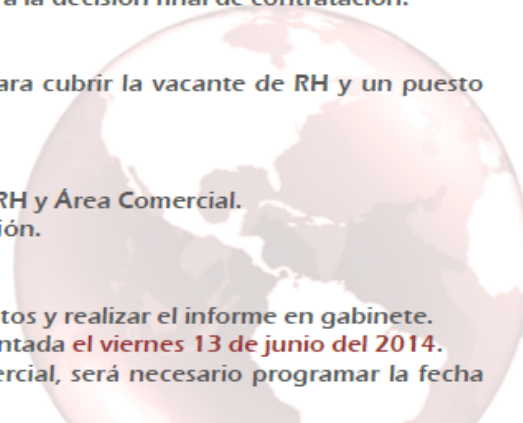 a la decisión final de contratación.
ara cubrir la vacante de RH y un puesto
RH y Área Comercial.
ión.
tos y realizar el informe en gabinete.
ntada el viernes 13 de junio del 2014.
ercial, será necesario programar la fecha